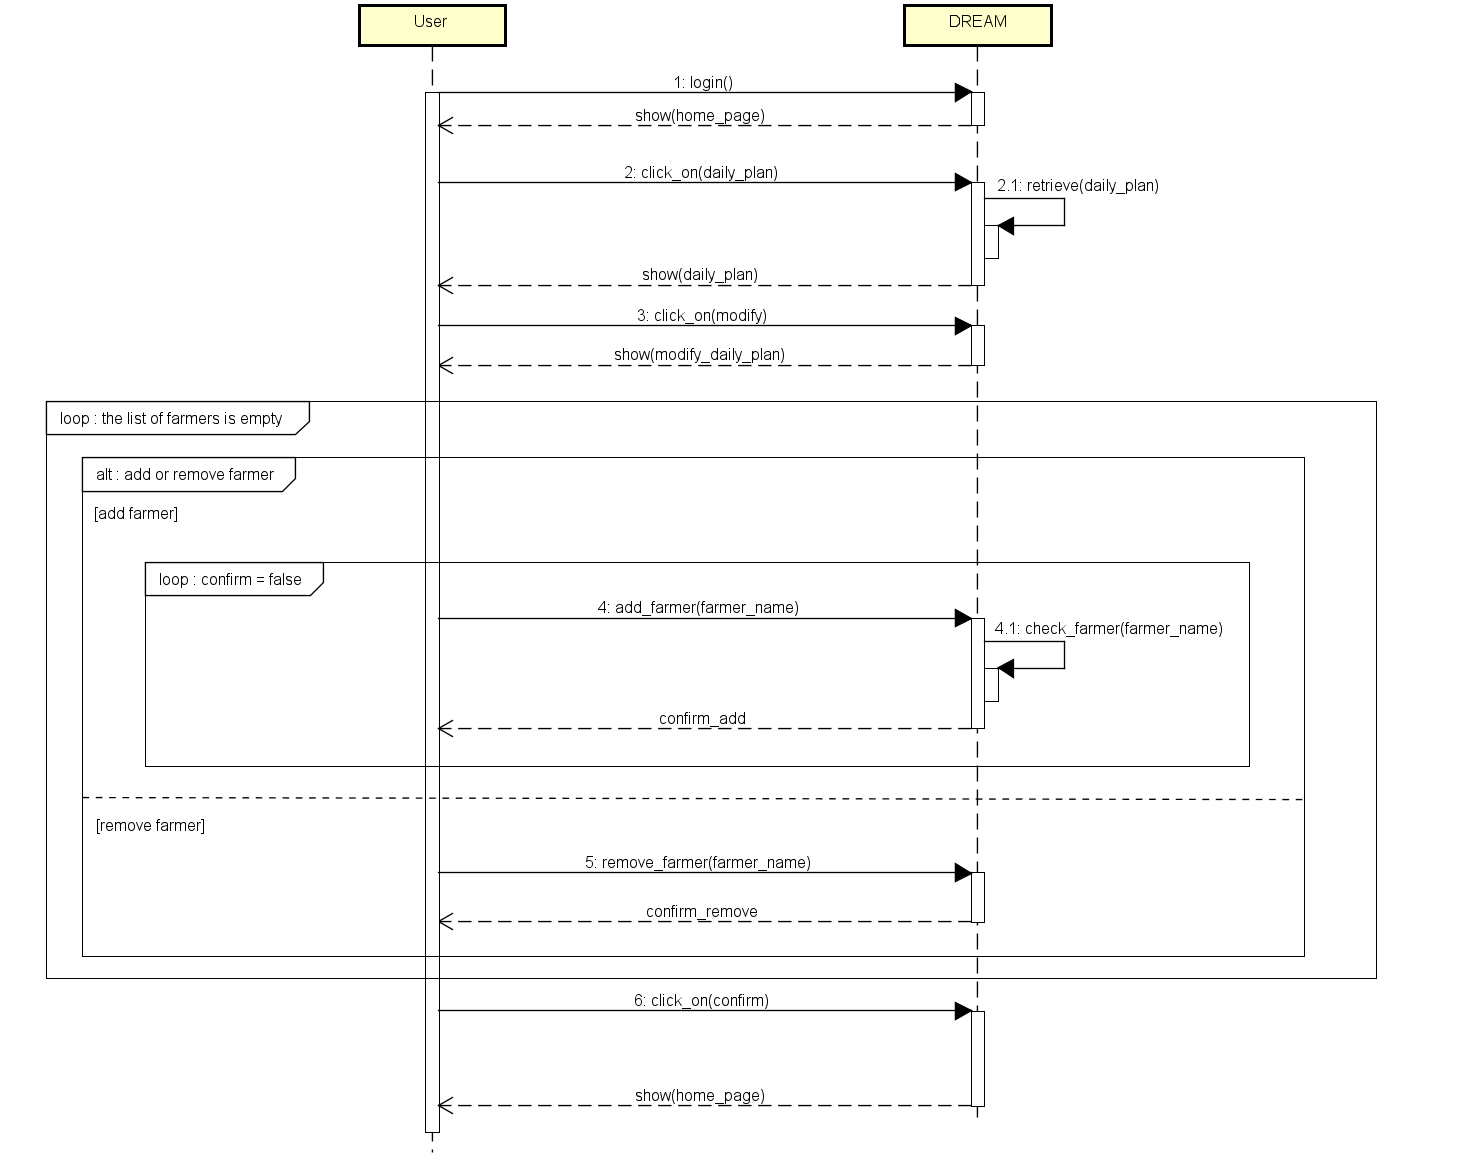 User
DREAM
1: login()
show(home_page)
2: click_on(daily_plan)
2.1: retrieve(daily_plan)
show(daily_plan)
3: click_on(modify)
show(modify_daily_plan)
loop : the list of farmers is empty
alt : add or remove farmer
[add farmer]
loop : confirm = false
4: add_farmer(farmer_name)
4.1: check_farmer(farmer_name)
confirm_add
[remove farmer]
5: remove_farmer(farmer_name)
confirm_remove
6: click_on(confirm)
show(home_page)